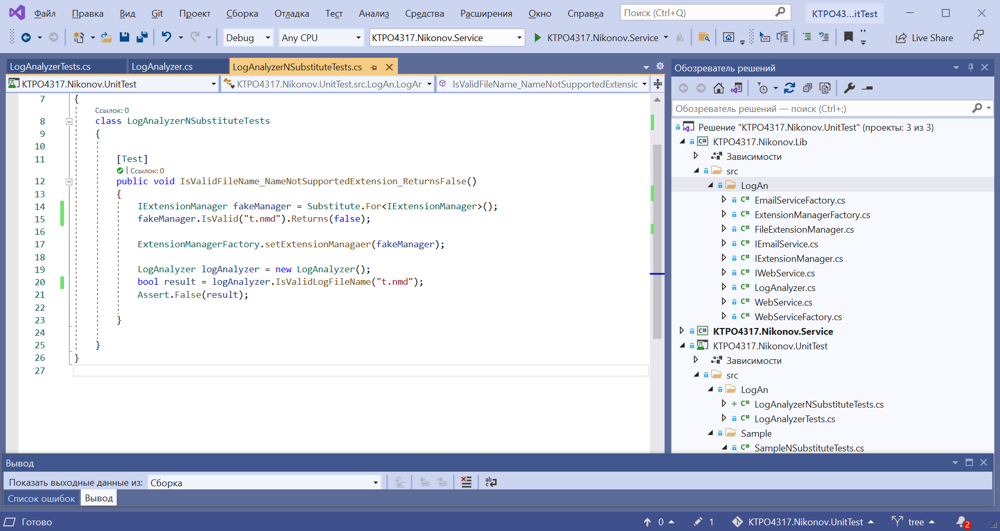 Файл Правка Вид Git Проект Сборка Отладка Тест Анализ Средства Расширения Окно Справка Поиск (Ctrl+Q) КТРО43...itTest
Debug Any CPU KTPO4317.Nikonov.Service KTPO4317.Nikonov.Service Live Share
LogAnalyzerTests.cs LogAnalyzer.cs LogAnalyzerNSubstituteTests.cs
KTPO4317.Nikonov.UnitTest KTPO4317.Nikonov.UnitTest.src.LogAn.LogAr IsValidFileName_NameNotSupportedExtensic
7 {
Ссылок: 0
8 class LogAnalyzerNSubstituteTests
9 {
10
11 [Test]
Ссылок: 0
12 public void IsValidFileName_NameNotSupportedExtension_ReturnsFalse()
13 {
14 IExtensionManager fakeManager = Substitute.For<IExtensionManager>();
15 fakeManager.IsValid("t.nmd").Returns(false);
16
17 ExtensionManagerFactory.setExtensionManagaer(fakeManager);
18
19 LogAnalyzer logAnalyzer = new LogAnalyzer();
20 bool result = logAnalyzer.IsValidLogFileName("t.nmd");
21 Assert.False(result);
22
23 }
24
25 }
26 }
27
Обозреватель решений
Обозреватель решений — поиск (Ctrl+;)
Решение "KTPO4317.Nikonov.UnitTest" (проекты: 3 из 3)
C# KTPO4317.Nikonov.Lib
Зависимости
src
LogAn
C# EmailServiceFactory.cs
C# ExtensionManagerFactory.cs
C# FileExtensionManager.cs
C# IEmailService.cs
C# IExtensionManager.cs
C# IWebService.cs
C# LogAnalyzer.cs
C# WebService.cs
C# WebServiceFactory.cs
C# KTPO4317.Nikonov.Service
KTPO4317.Nikonov.UnitTest
Зависимости
src
LogAn
C# LogAnalyzerNSubstituteTests.cs
C# LogAnalyzerTests.cs
Sample
C# SampleNSubstituteTests.cs
Вывод
Показать выходные данные из: Сборка
Список ошибок Вывод
Готово 0 1 KTPO4317.Nikonov.UnitTest tree 2